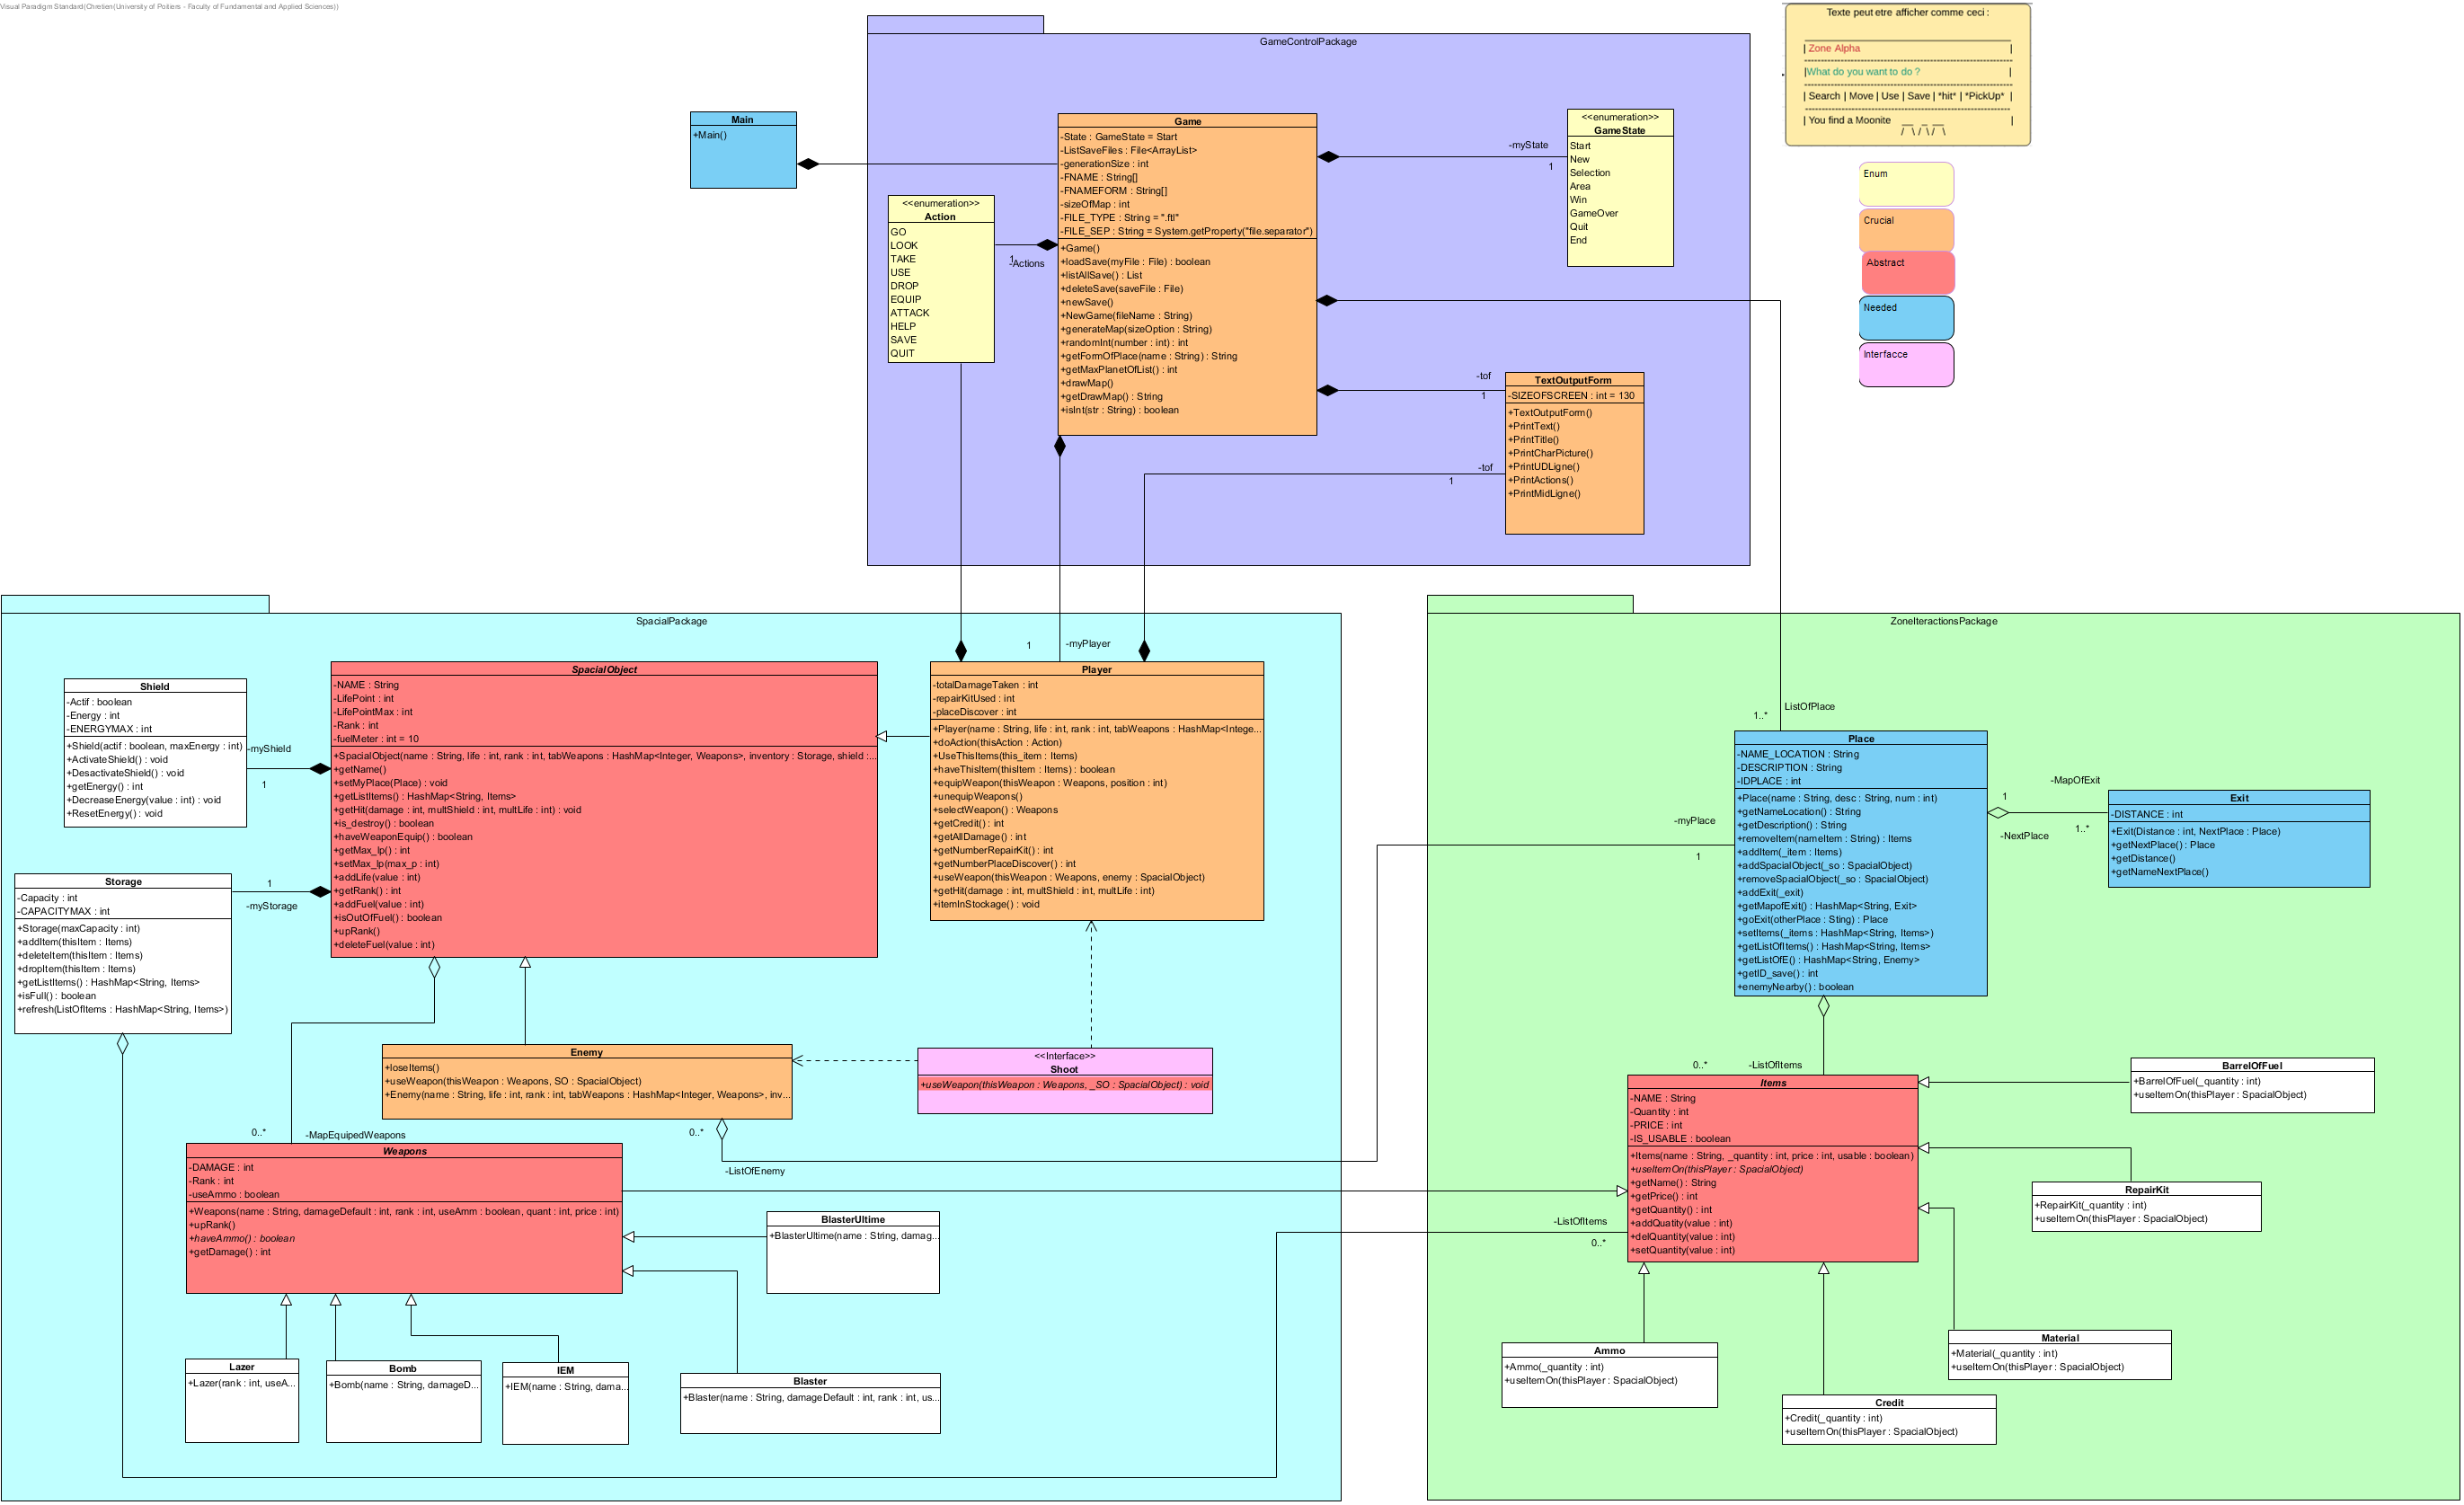 Visual Paradigm Standard(Chretien(University of Poitiers - Faculty of Fundamental and Applied Sciences))
GameControlPackage
Main
+Main()
Game
-State : GameState = Start
-ListSaveFiles : File<ArrayList>
-generationSize : int
-FNAME : String[]
-FNAMEFORM : String[]
-sizeOfMap : int
-FILE_TYPE : String = ".ftl"
-FILE_SEP : String = System.getProperty("file.separator")
+Game()
+loadSave(myFile : File) : boolean
+listAllSave() : List
+deleteSave(saveFile : File)
+newSave()
+NewGame(fileName : String)
+generateMap(sizeOption : String)
+randomInt(number : int) : int
+getFormOfPlace(name : String) : String
+getMaxPlanetOfList() : int
+drawMap()
+getDrawMap() : String
+isInt(str : String) : boolean
<<enumeration>>
Action
GO
LOOK
TAKE
USE
DROP
EQUIP
ATTACK
HELP
SAVE
QUIT
1
-Actions
-myState
1
<<enumeration>>
GameState
Start
New
Selection
Area
Win
GameOver
Quit
End
-tof
1
TextOutputForm
-SIZEOFSCREEN : int = 130
+TextOutputForm()
+PrintText()
+PrintTitle()
+PrintCharPicture()
+PrintUDLigne()
+PrintActions()
+PrintMidLigne()
-tof
1
Texte peut etre afficher comme ceci :
| Zone Alpha |
|What do you want to do ? |
| Search | Move | Use | Save | *hit* | *PickUp* |
| You find a Moonite __ _ __ |
/ \ / \ / \
Enum
Crucial
Abstract
Needed
Interfacce
SpacialPackage
1
-myPlayer
Shield
-Actif : boolean
-Energy : int
-ENERGYMAX : int
+Shield(actif : boolean, maxEnergy : int)
+ActivateShield() : void
+DesactivateShield() : void
+getEnergy() : int
+DecreaseEnergy(value : int) : void
+ResetEnergy() : void
-myShield
1
Storage
-Capacity : int
-CAPACITYMAX : int
+Storage(maxCapacity : int)
+addItem(thisItem : Items)
+deleteItem(thisItem : Items)
+dropItem(thisItem : Items)
+getListItems() : HashMap<String, Items>
+isFull() : boolean
+refresh(ListOfItems : HashMap<String, Items>)
1
-myStorage
SpacialObject
-NAME : String
-LifePoint : int
-LifePointMax : int
-Rank : int
-fuelMeter : int = 10
+SpacialObject(name : String, life : int, rank : int, tabWeapons : HashMap<Integer, Weapons>, inventory : Storage, shield :...
+getName()
+setMyPlace(Place) : void
+getListItems() : HashMap<String, Items>
+getHit(damage : int, multShield : int, multLife : int) : void
+is_destroy() : boolean
+haveWeaponEquip() : boolean
+getMax_lp() : int
+setMax_lp(max_p : int)
+addLife(value : int)
+getRank() : int
+addFuel(value : int)
+isOutOfFuel() : boolean
+upRank()
+deleteFuel(value : int)
Player
-totalDamageTaken : int
-repairKitUsed : int
-placeDiscover : int
+Player(name : String, life : int, rank : int, tabWeapons : HashMap<Intege...
+doAction(thisAction : Action)
+UseThisItems(this_item : Items)
+haveThisItem(thisItem : Items) : boolean
+equipWeapon(thisWeapon : Weapons, position : int)
+unequipWeapons()
+selectWeapon() : Weapons
+getCredit() : int
+getAllDamage() : int
+getNumberRepairKit() : int
+getNumberPlaceDiscover() : int
+useWeapon(thisWeapon : Weapons, enemy : SpacialObject)
+getHit(damage : int, multShield : int, multLife : int)
+itemInStockage() : void
Enemy
+loseItems()
+useWeapon(thisWeapon : Weapons, SO : SpacialObject)
+Enemy(name : String, life : int, rank : int, tabWeapons : HashMap<Integer, Weapons>, inv...
<<Interface>>
Shoot
+useWeapon(thisWeapon : Weapons, _SO : SpacialObject) : void
0..*
-MapEquipedWeapons
0..*
-ListOfEnemy
Weapons
-DAMAGE : int
-Rank : int
-useAmmo : boolean
+Weapons(name : String, damageDefault : int, rank : int, useAmm : boolean, quant : int, price : int)
+upRank()
+haveAmmo() : boolean
+getDamage() : int
BlasterUltime
+BlasterUltime(name : String, damag...
Lazer
+Lazer(rank : int, useA...
Bomb
+Bomb(name : String, damageD...
IEM
+IEM(name : String, dama...
Blaster
+Blaster(name : String, damageDefault : int, rank : int, us...
ZoneIteractionsPackage
ListOfPlace
1..*
-myPlace
1
Place
-NAME_LOCATION : String
-DESCRIPTION : String
-IDPLACE : int
+Place(name : String, desc : String, num : int)
+getNameLocation() : String
+getDescription() : String
+removeItem(nameItem : String) : Items
+addItem(_item : Items)
+addSpacialObject(_so : SpacialObject)
+removeSpacialObject(_so : SpacialObject)
+addExit(_exit)
+getMapofExit() : HashMap<String, Exit>
+goExit(otherPlace : Sting) : Place
+setItems(_items : HashMap<String, Items>)
+getListOfItems() : HashMap<String, Items>
+getListOfE() : HashMap<String, Enemy>
+getID_save() : int
+enemyNearby() : boolean
-MapOfExit
1
-NextPlace
1..*
Exit
-DISTANCE : int
+Exit(Distance : int, NextPlace : Place)
+getNextPlace() : Place
+getDistance()
+getNameNextPlace()
0..*
-ListOfItems
Items
-NAME : String
-Quantity : int
-PRICE : int
-IS_USABLE : boolean
+Items(name : String, _quantity : int, price : int, usable : boolean)
+useItemOn(thisPlayer : SpacialObject)
+getName() : String
+getPrice() : int
+getQuantity() : int
+addQuatity(value : int)
+delQuantity(value : int)
+setQuantity(value : int)
-ListOfItems
0..*
BarrelOfFuel
+BarrelOfFuel(_quantity : int)
+useItemOn(thisPlayer : SpacialObject)
RepairKit
+RepairKit(_quantity : int)
+useItemOn(thisPlayer : SpacialObject)
Material
+Material(_quantity : int)
+useItemOn(thisPlayer : SpacialObject)
Ammo
+Ammo(_quantity : int)
+useItemOn(thisPlayer : SpacialObject)
Credit
+Credit(_quantity : int)
+useItemOn(thisPlayer : SpacialObject)